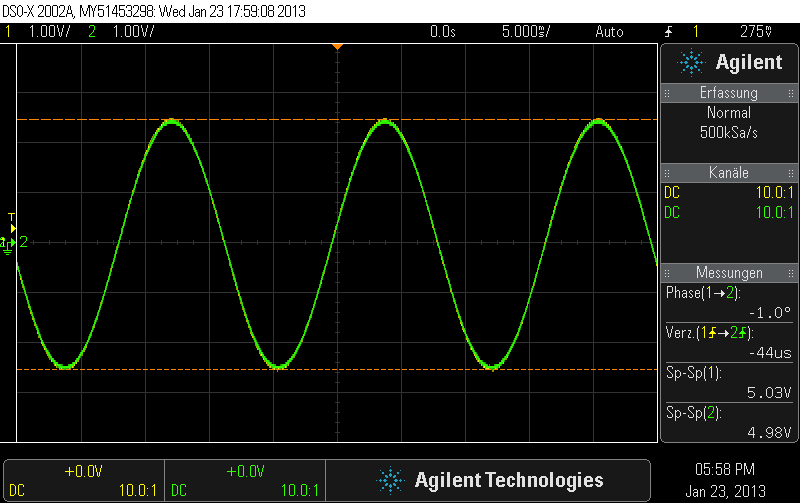 DSO-X 2002A, MY51453298: Wed Jan 23 17:59:08 2013
1 1.00V/ 2 1.00V/ 0.0s 5.000s/ Auto 1 275
Agilent
Erfassung
Normal
500kSa/s
Kanäle
DC 10.0:1
DC 10.0:1
Messungen
Phase(1→2):
-1.0°
Verz.(1→2):
-44us
Sp-Sp(1):
5.03V
Sp-Sp(2):
4.98V
T
2
+0.0V
DC 10.0:1
+0.0V
DC 10.0:1
Agilent Technologies
05:58 PM
Jan 23, 2013